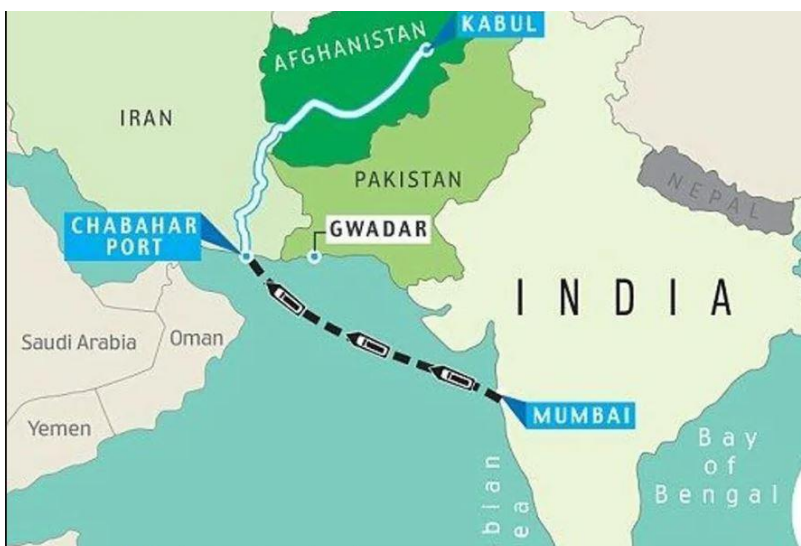 KABUL
AFGHANISTAN
IRAN
PAKISTAN
NEPAL
CHABAHAR
PORT
GWADAR
INDIA
Saudi Arabia
Oman
MUMBAI
Yemen
Bay
of
Bengal
bian
ea